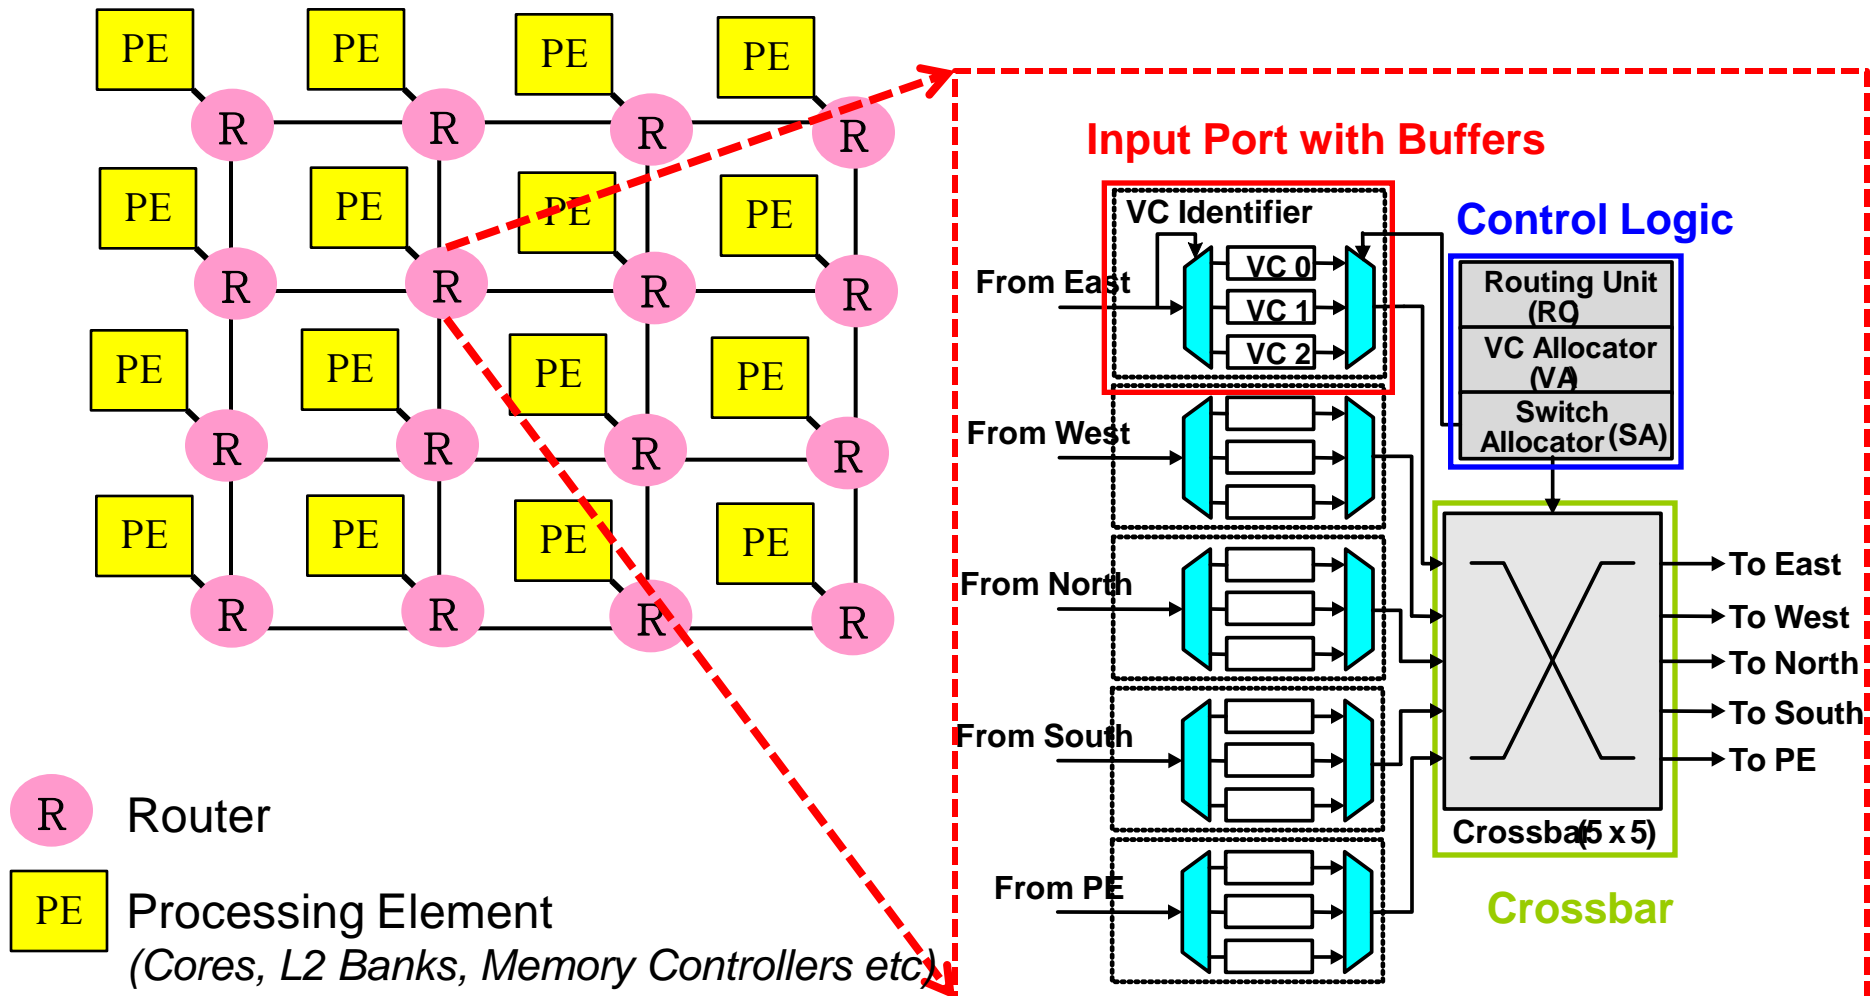 PE PE PE PE
R R R R
PE PE PE PE
R R R R
PE PE PE PE
R R R R
PE PE PE PE
R R R R
R Router
PE Processing Element
(Cores, L2 Banks, Memory Controllers etc)
Input Port with Buffers
VC Identifier
From East
VC 0
VC 1
VC 2
From West
From North
From South
From PE
Control Logic
Routing Unit
(RC)
VC Allocator
(VA)
Switch
Allocator (SA)
To East
To West
To North
To South
To PE
Crossbar (5 x 5)
Crossbar